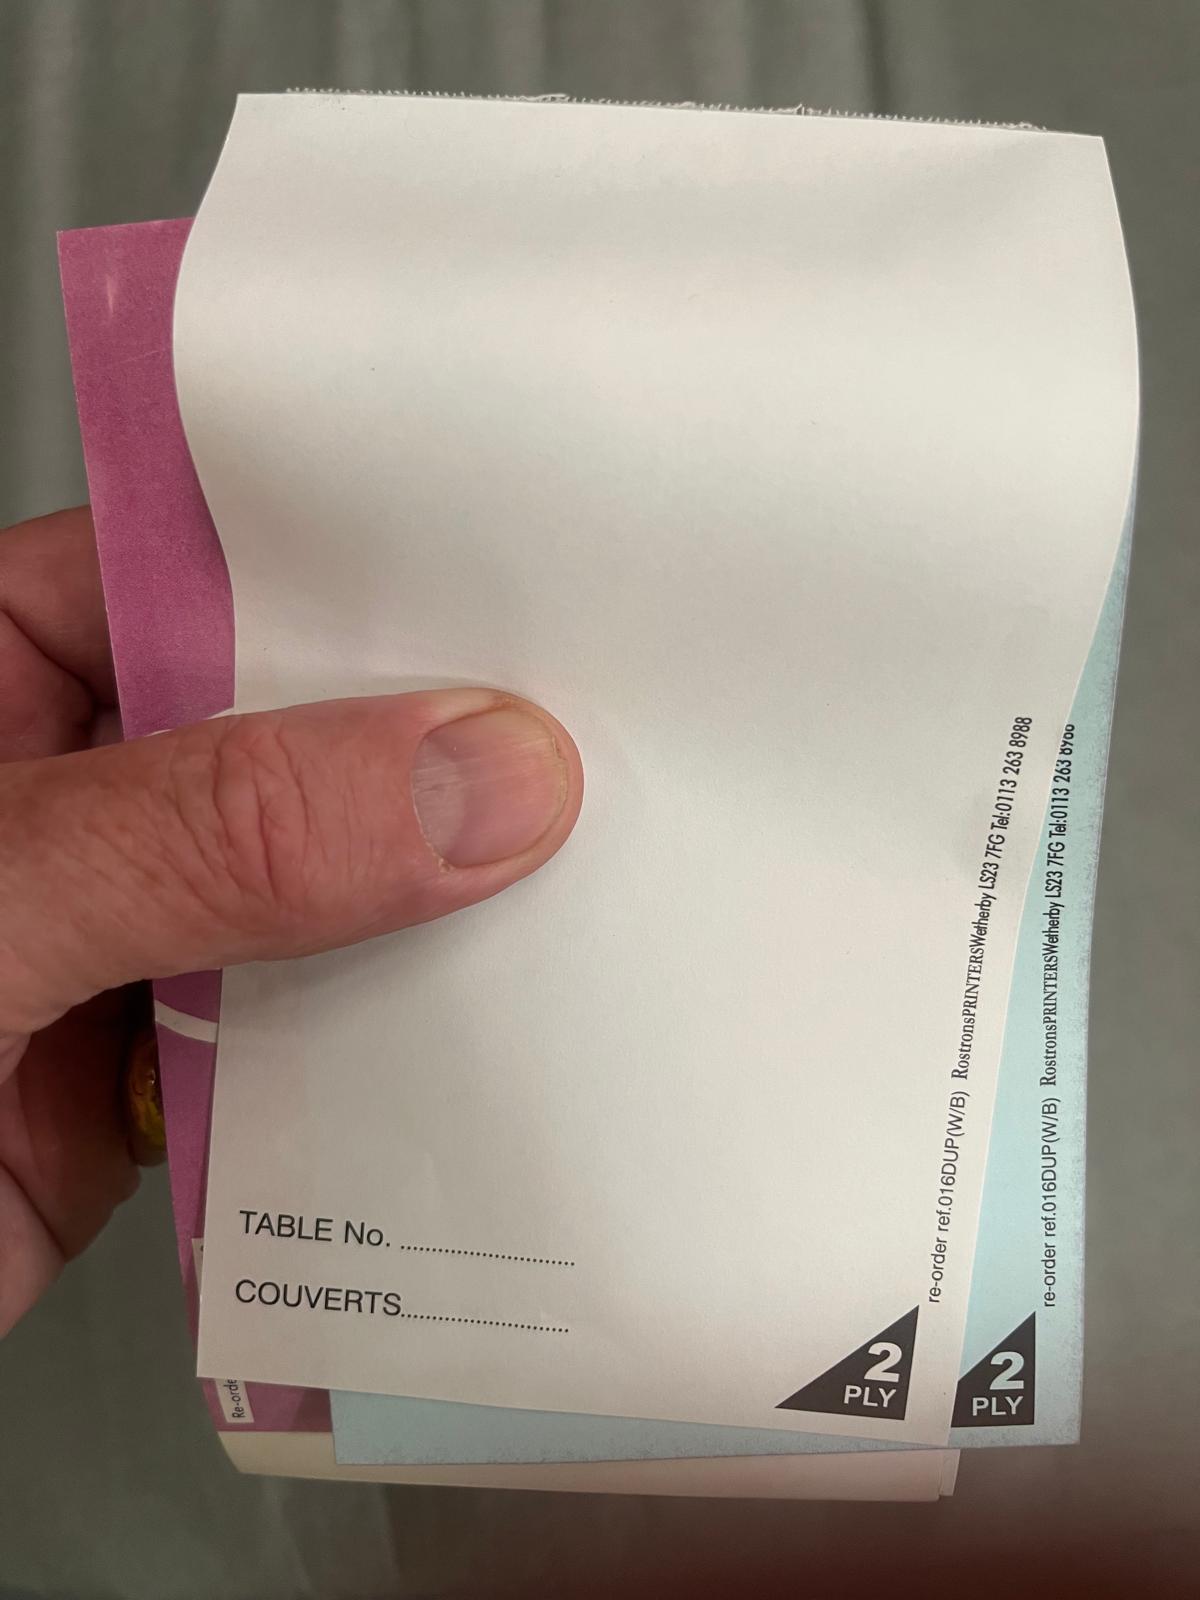 TABLE No. ..............................
COUVERTS..............................
2
PLY
re-order ref.016DUP(W/B) RostronsPRINTERSWetherby LS23 7FG Tel:0113 263 8988
2
PLY
re-order ref.016DUP(W/B) RostronsPRINTERSWetherby LS23 7FG Tel:0113 263 8988